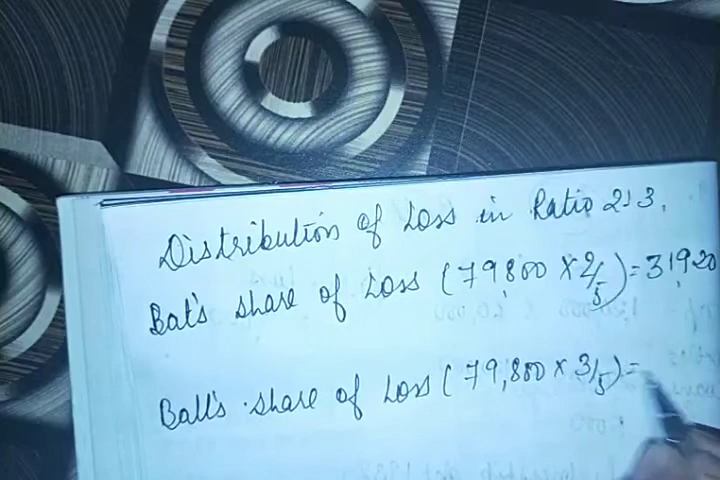 Distribution of Loss in Ratio 2:3.
Bat's share of Loss (79,800 × 2/5) = 31,920
Ball's share of Loss (79,800 × 3/5) =